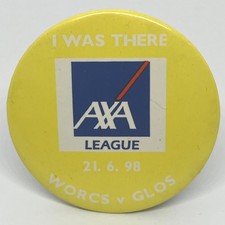 I WAS THERE
AXA
LEAGUE
21. 6. 98
WORCS v GLOS